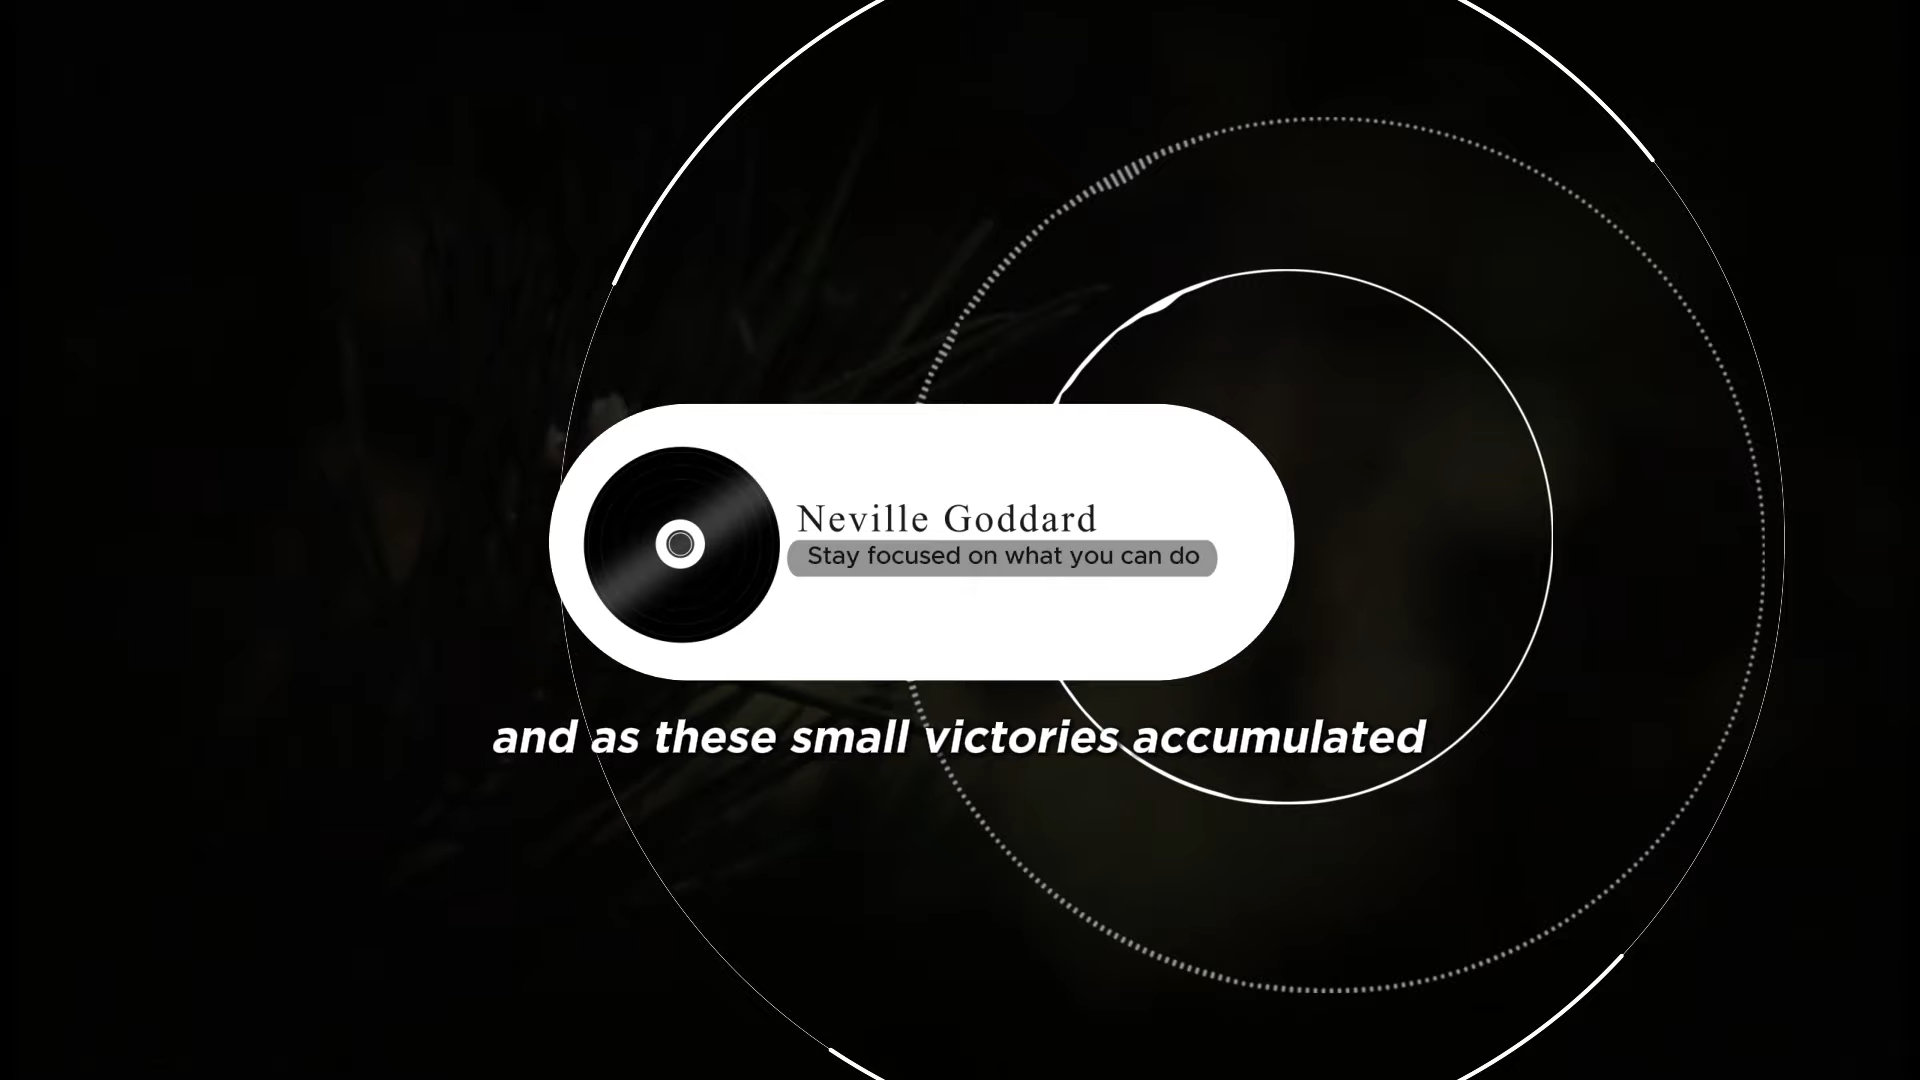 Neville Goddard
Stay focused on what you can do
and as these small victories accumulated